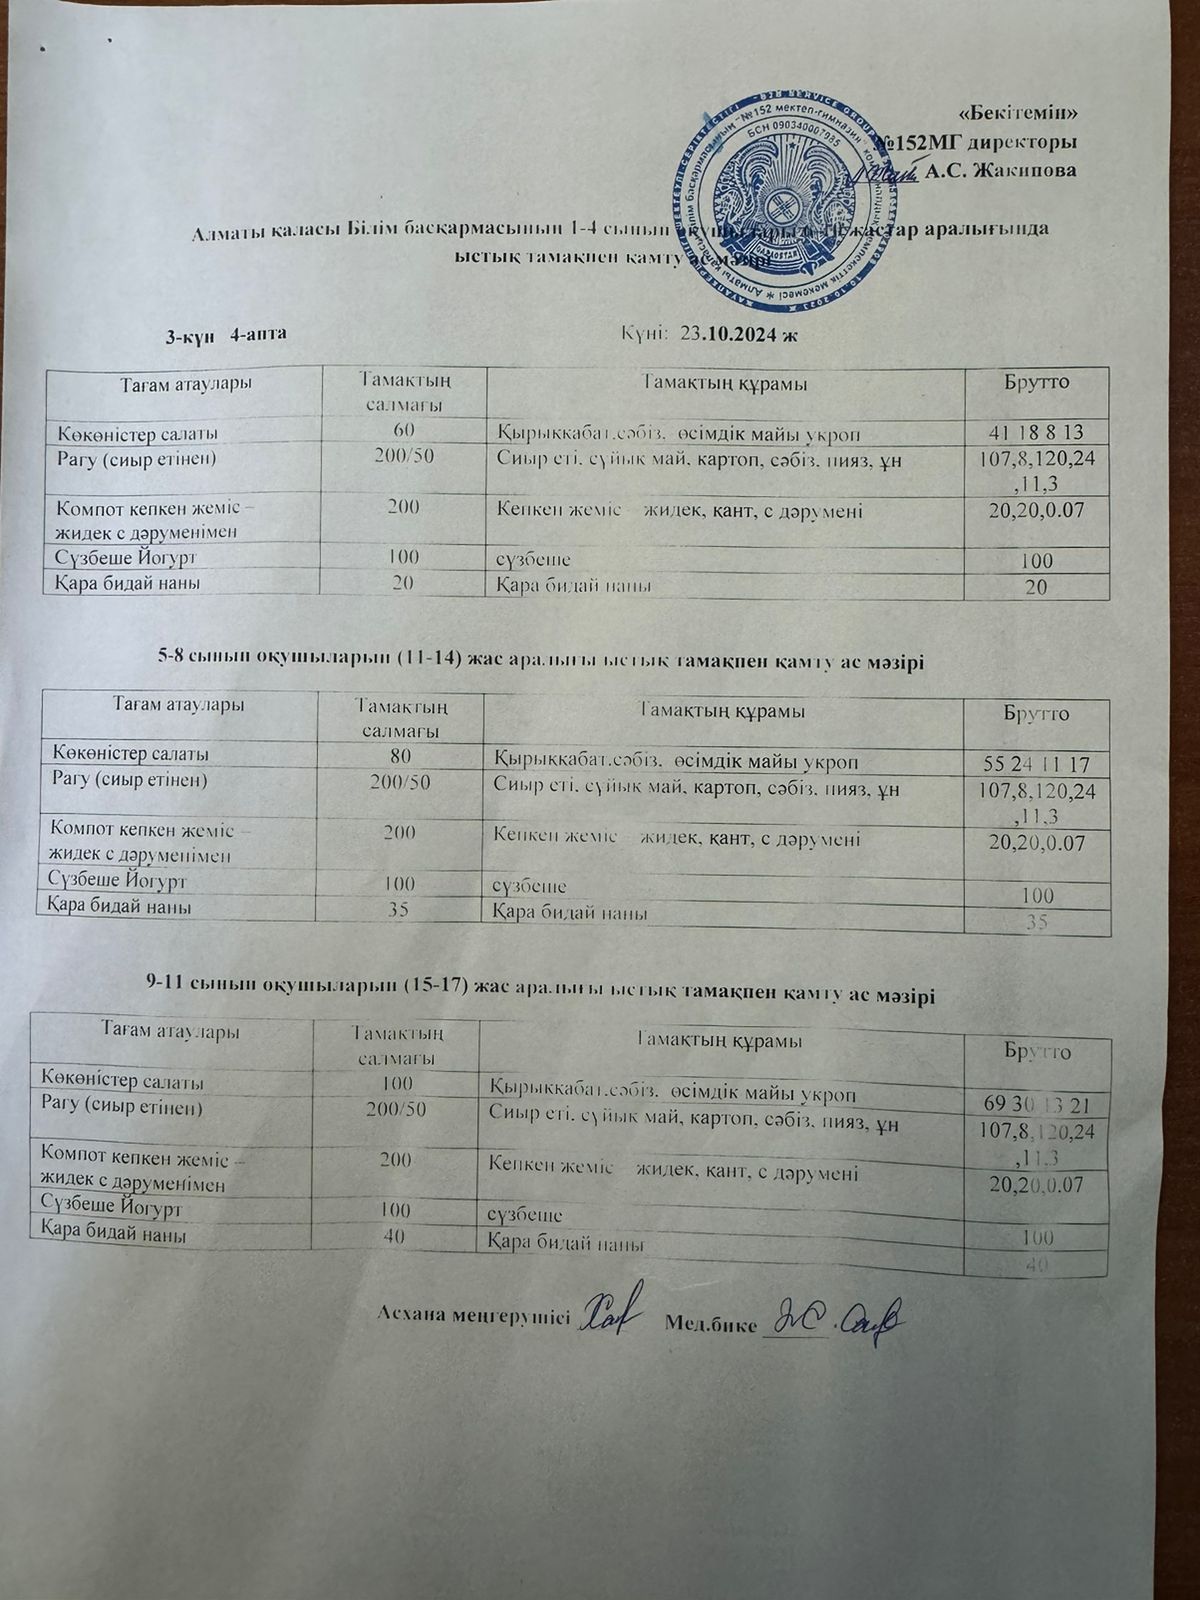 «Бекітемін»
№152МГ директоры
А.С. Жакипова
Алматы қаласы Білім басқармасының 1-4 сынып жастар аралығында
ыстық тамақпен қамту ас мәзірі
3-күн 4-апта Күні: 23.10.2024 ж
Тағам атаулары Тамақтың салмағы Тамақтың құрамы Брутто
Көкөністер салаты 60 Қырыккабат.сәбіз. өсімдік майы укроп 41 18 8 13
Рагу (сиыр етінен) 200/50 Сиыр еті, сұйық май, картоп, сәбіз, пияз, ұн 107,8,120,24
,11,3
Компот кепкен жеміс – 200 Кепкен жеміс – жидек, қант, с дәрумені 20,20,0.07
жидек с дәруменімен
Сүзбеше Йогурт 100 сүзбеше 100
Қара бидай наны 20 Қара бидай наны 20
5-8 сынып оқушыларын (11-14) жас аралығы ыстық тамақпен қамту ас мәзірі
Тағам атаулары Тамақтың салмағы Тамақтың құрамы Брутто
Көкөністер салаты 80 Қырыккабат.сәбіз. өсімдік майы укроп 55 24 11 17
Рагу (сиыр етінен) 200/50 Сиыр еті, сұйық май, картоп, сәбіз, пияз, ұн 107,8,120,24
,11,3
Компот кепкен жеміс – 200 Кепкен жеміс – жидек, қант, с дәрумені 20,20,0.07
жидек с дәруменімен
Сүзбеше Йогурт 100 сүзбеше 100
Қара бидай наны 35 Қара бидай наны 35
9-11 сынып оқушыларын (15-17) жас аралығы ыстық тамақпен қамту ас мәзірі
Тағам атаулары Тамақтың салмағы Тамақтың құрамы Брутто
Көкөністер салаты 100 Қырыккабат.сәбіз. өсімдік майы укроп 69 30 13 21
Рагу (сиыр етінен) 200/50 Сиыр еті, сұйық май, картоп, сәбіз, пияз, ұн 107,8,120,24
,11,3
Компот кепкен жеміс – 200 Кепкен жеміс – жидек, қант, с дәрумені 20,20,0.07
жидек с дәруменімен
Сүзбеше Йогурт 100 сүзбеше 100
Қара бидай наны 40 Қара бидай наны 40
Асхана меңгерушісі Мед.бике